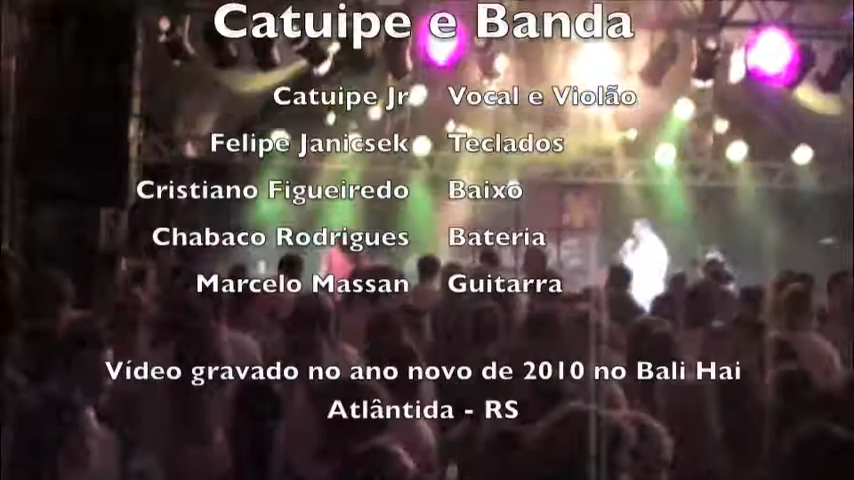 Catuipe e Banda
Catuipe Jr Vocal e Violão
Felipe Janicsek Teclados
Cristiano Figueiredo Baixo
Chabaco Rodrigues Bateria
Marcelo Massan Guitarra
Vídeo gravado no ano novo de 2010 no Bali Hai
Atlântida - RS